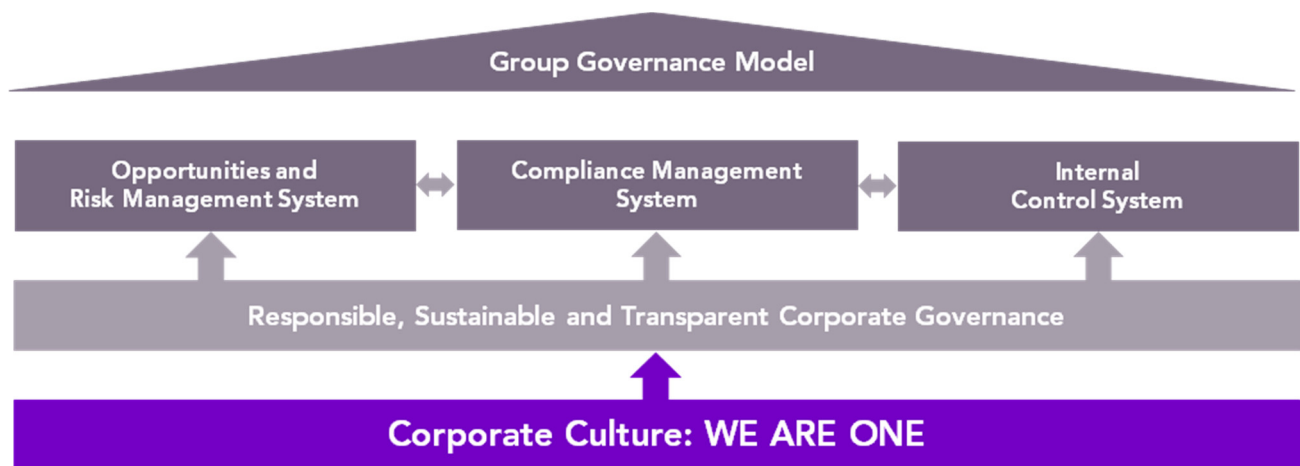 Group Governance Model
Opportunities and
Risk Management System
Compliance Management
System
Internal
Control System
Responsible, Sustainable and Transparent Corporate Governance
Corporate Culture: WE ARE ONE